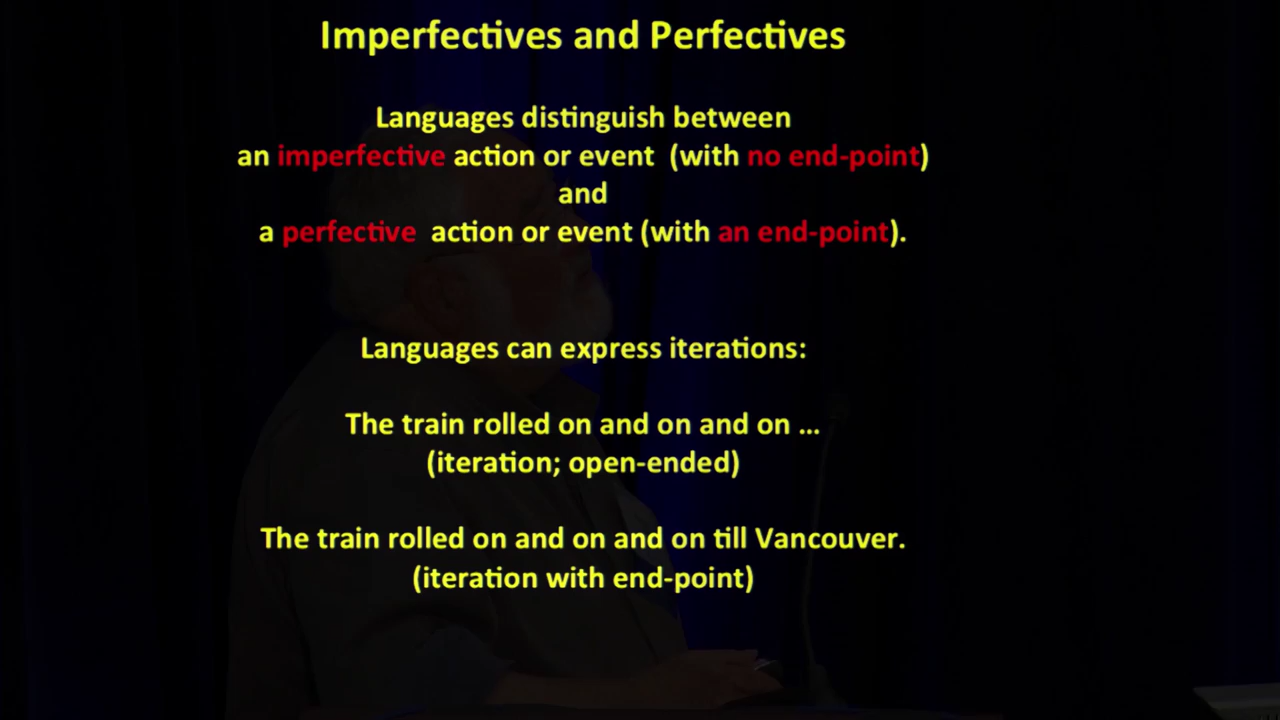 Imperfectives and Perfectives
Languages distinguish between
an imperfective action or event (with no end-point)
and
a perfective action or event (with an end-point).
Languages can express iterations:
The train rolled on and on and on ...
(iteration; open-ended)
The train rolled on and on and on till Vancouver.
(iteration with end-point)